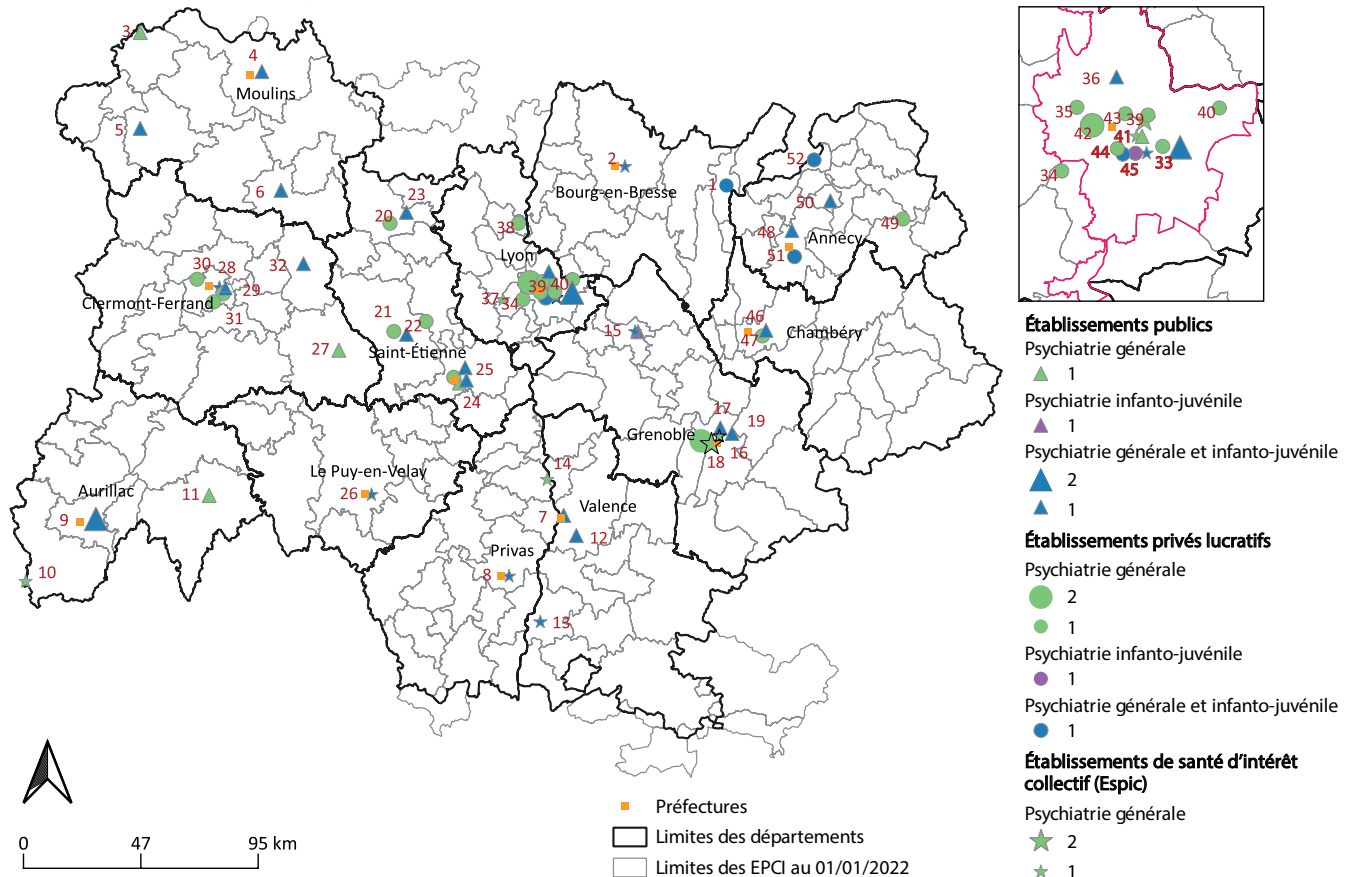 3
4
Moulins
5
6
2
Bourg-en-Bresse
1
52
50
48
49
Annecy
51
23
20
38
Lyon
39
40
37
34
30
28
32
29
Clermont-Ferrand
31
21
22
Saint-Étienne
27
25
24
15
46
Chambéry
47
17
19
Grenoble
16
18
14
Le Puy-en-Velay
26
Aurillac
11
9
10
7
Valence
12
Privas
8
13
36
35
43
39
40
42
41
44
45
33
34
Établissements publics
Psychiatrie générale
1
Psychiatrie infanto-juvénile
1
Psychiatrie générale et infanto-juvénile
2
1
Établissements privés lucratifs
Psychiatrie générale
2
1
Psychiatrie infanto-juvénile
1
Psychiatrie générale et infanto-juvénile
1
Établissements de santé d'intérêt
collectif (Espic)
Psychiatrie générale
2
1
Préfectures
Limites des départements
Limites des EPCI au 01/01/2022
0 47 95 km